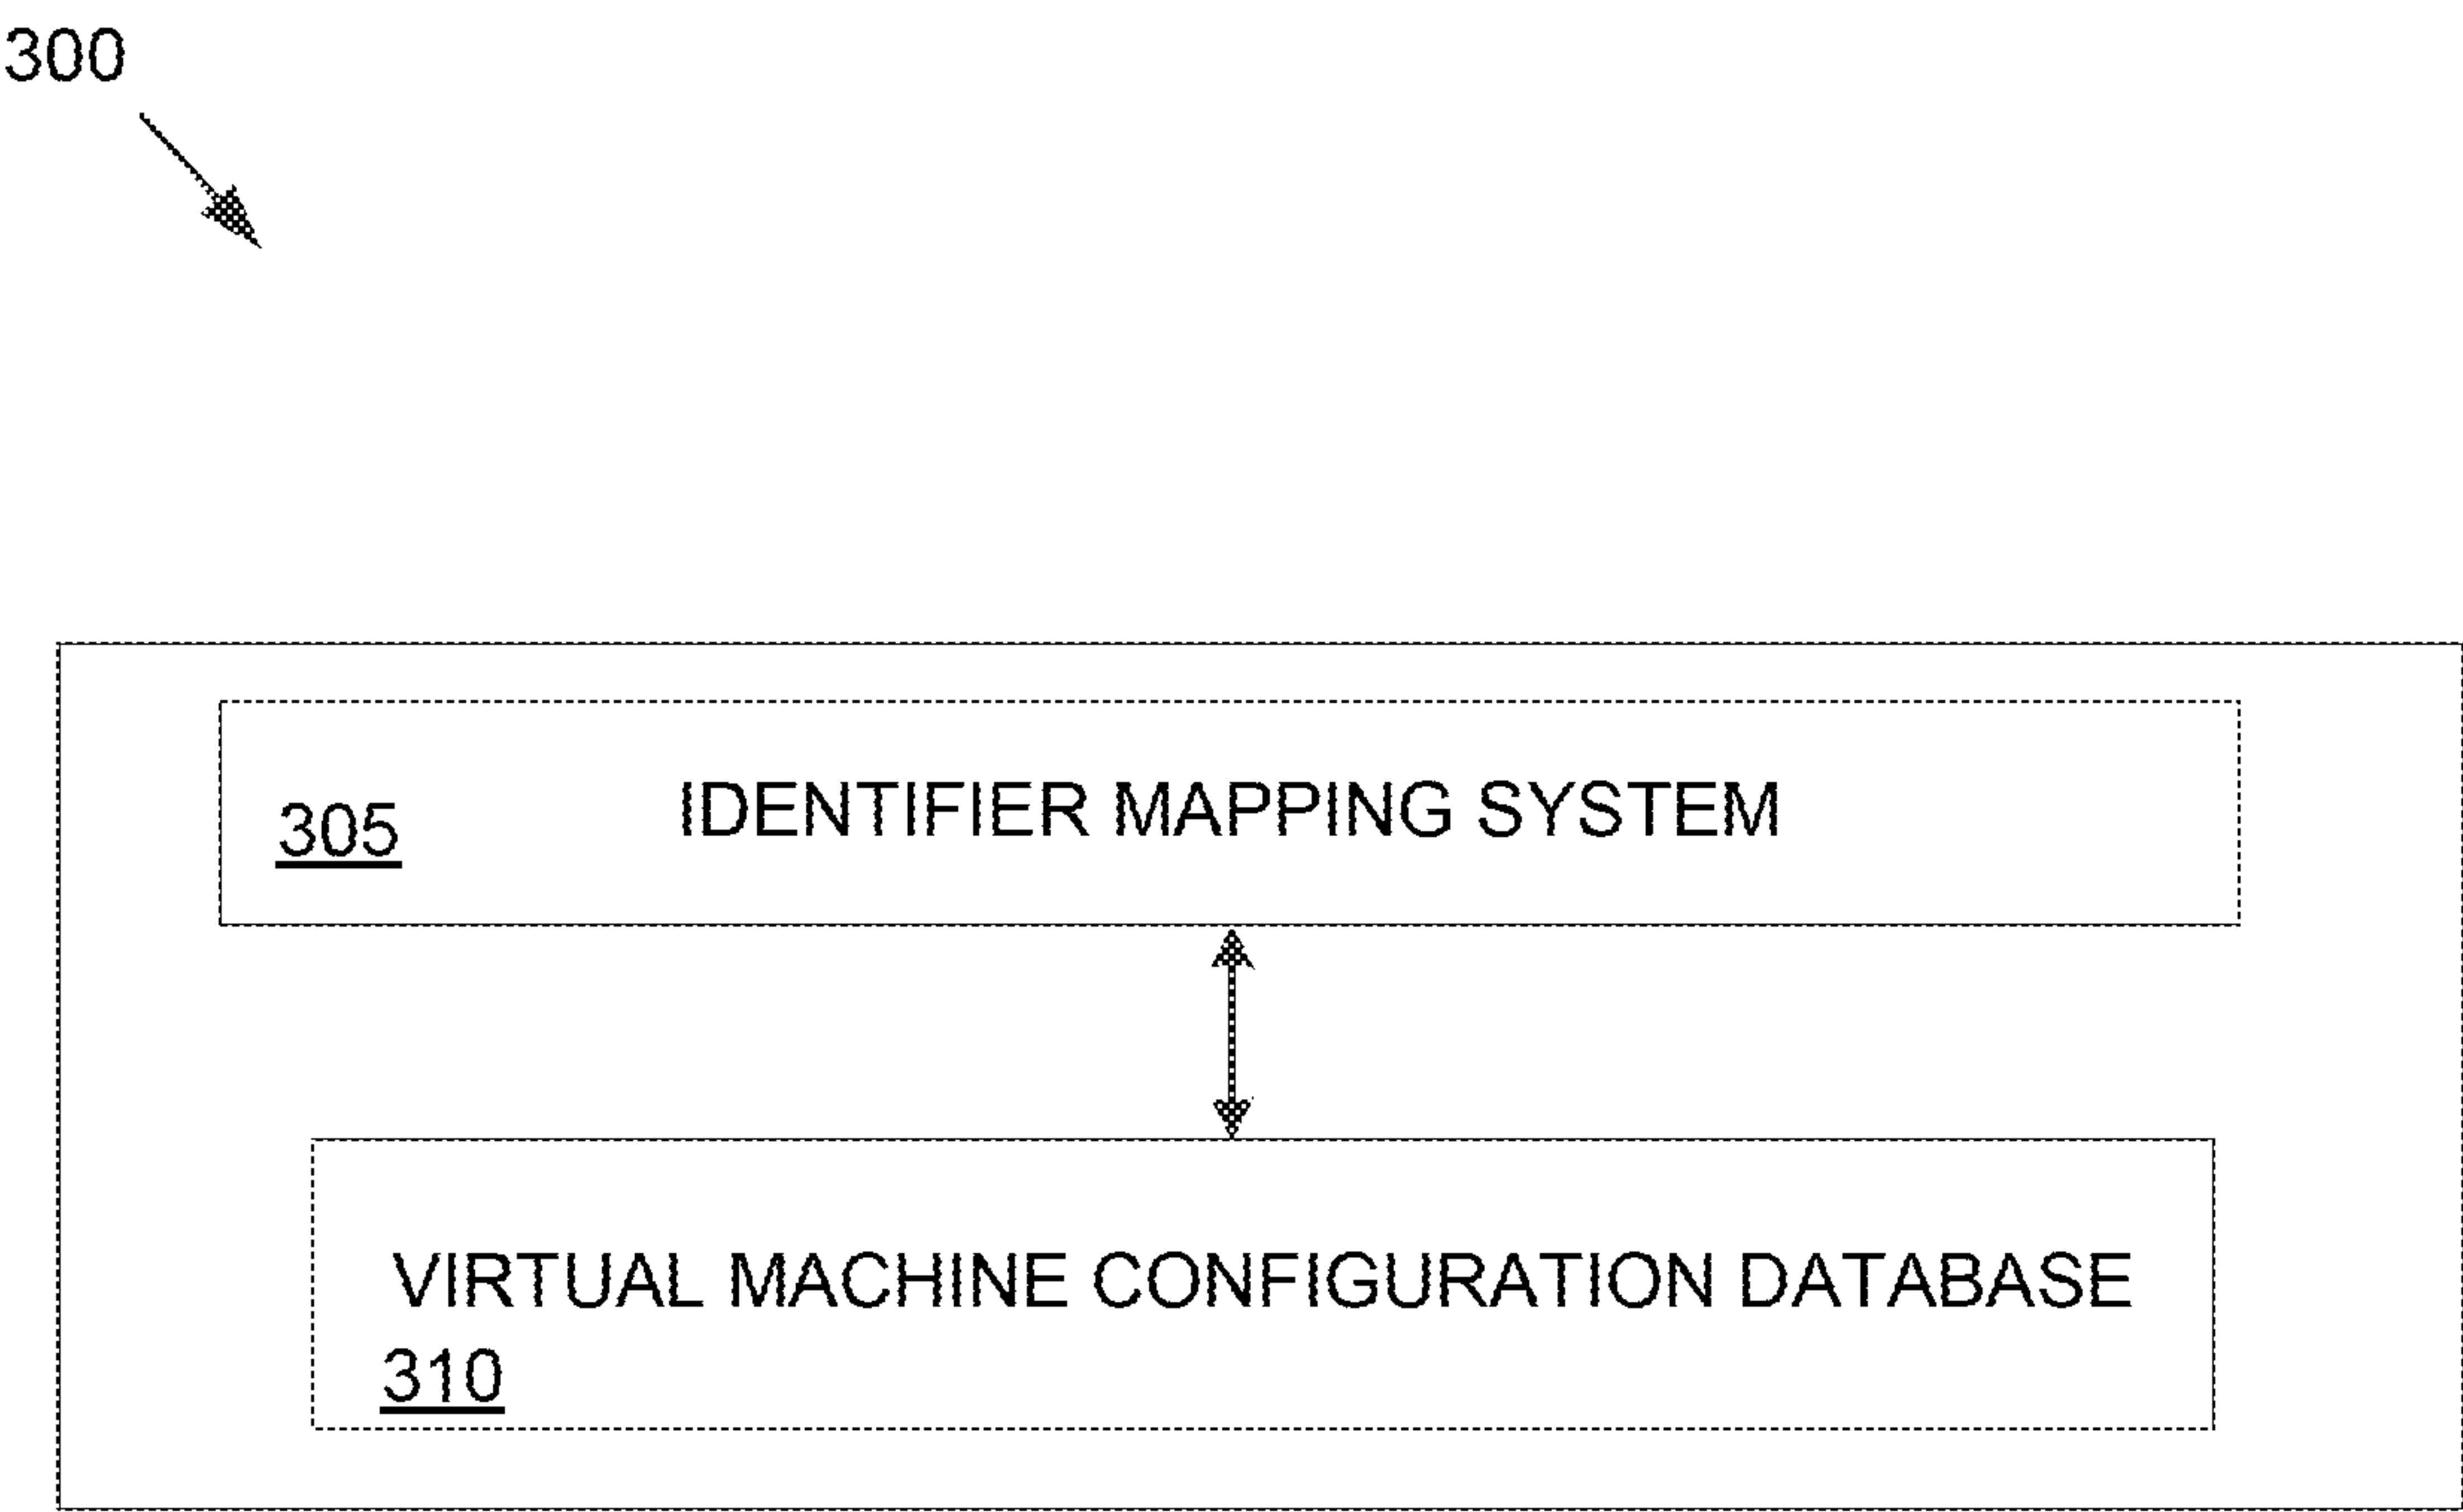 300
IDENTIFIER MAPPING SYSTEM
305
VIRTUAL MACHINE CONFIGURATION DATABASE
310